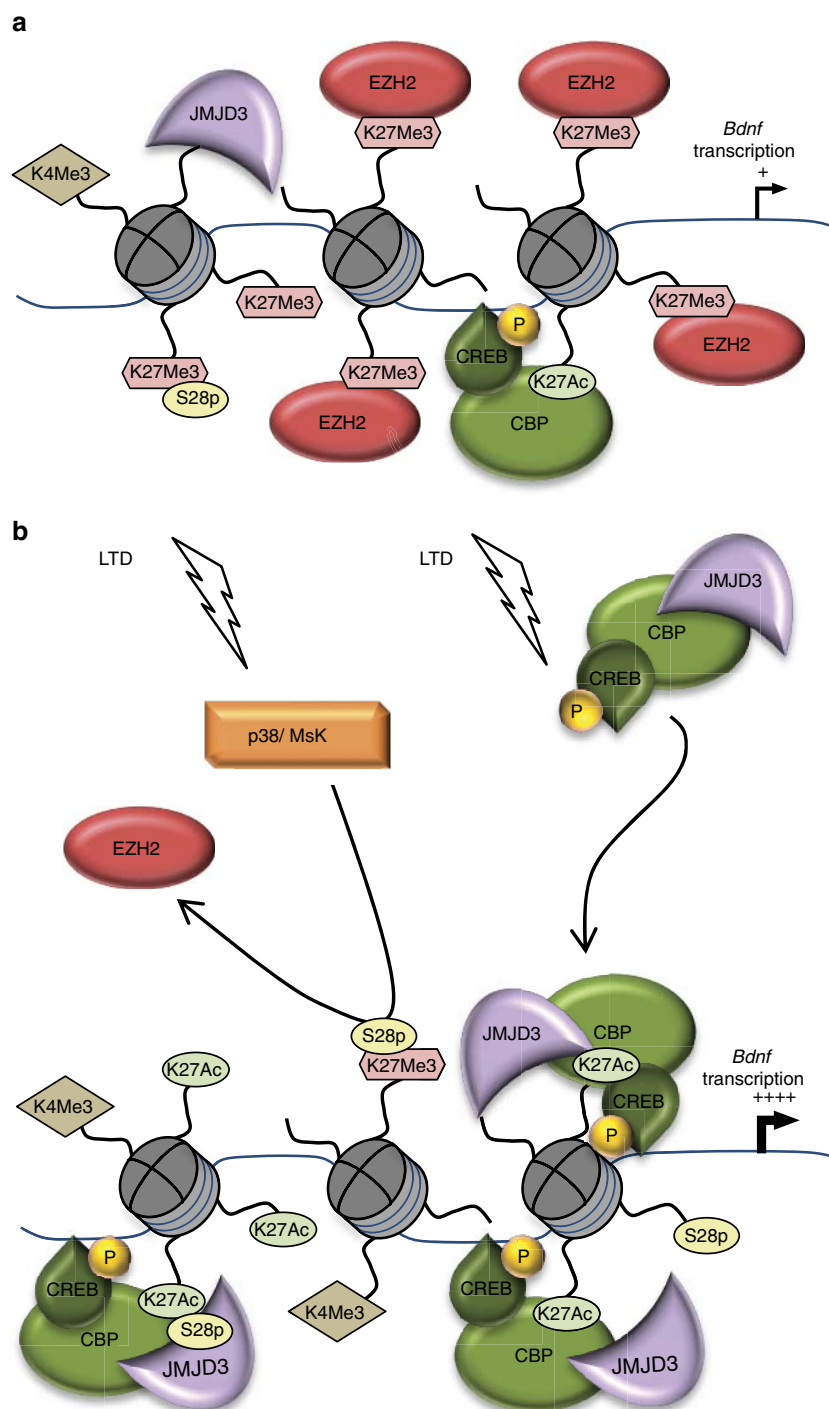 a
EZH2
EZH2
JMJD3
K27Me3
K27Me3
Bdnf
transcription
+
K4Me3
K27Me3
K27Me3
P
CREB
EZH2
K27Me3
S28p
K27Me3
K27Ac
EZH2
CBP
b
LTD
LTD
JMJD3
CBP
CREB
P
p38/ MsK
EZH2
S28p
K27Me3
JMJD3
CBP
K27Ac
CREB
P
Bdnf
transcription
++++
K27Ac
K4Me3
K27Ac
S28p
P
CREB
K27Ac
S28p
CBP
JMJD3
K4Me3
P
CREB
K27Ac
CBP
JMJD3